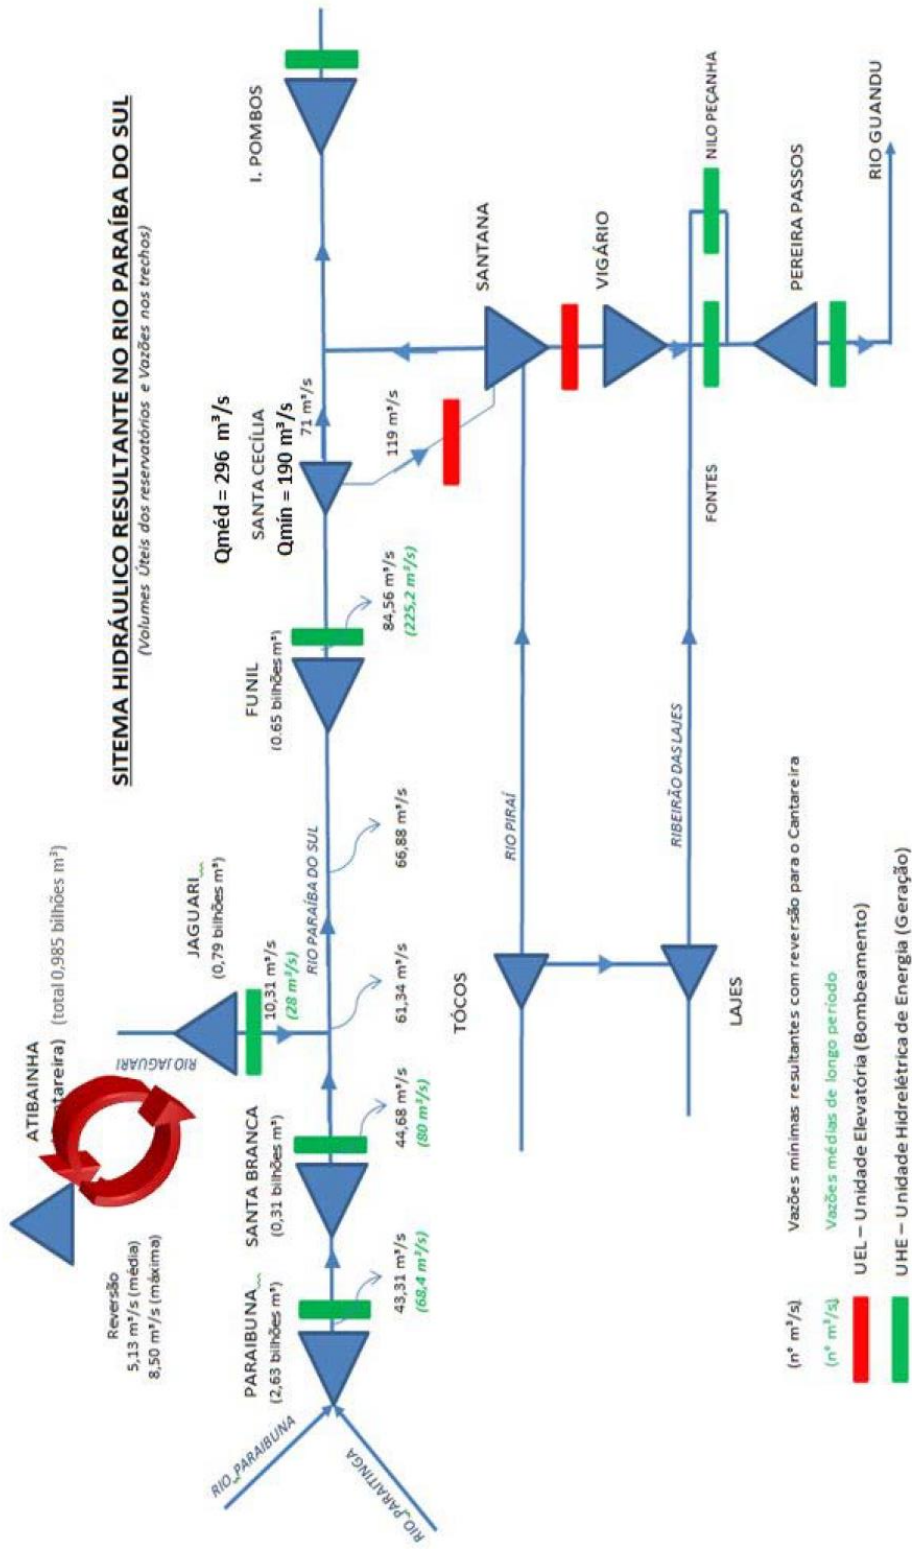 SITEMA HIDRÁULICO RESULTANTE NO RIO PARAÍBA DO SUL
(Volumes Úteis dos reservatórios e Vazões nos trechos)
ATIBAINHA
(total 0,985 bilhões m³)
Reversão
5,13 m³/s (média)
8,50 m³/s (máxima)
RIO JAGUARI
JAGUARI
(0,79 bilhões m³)
10,31 m³/s
(28 m³/s)
RIO_PARAIBUNA
RIO_PARAITINGA
PARAIBUNA
(2,63 bilhões m³)
43,31 m³/s
(68,4 m³/s)
SANTA BRANCA
(0,31 bilhões m³)
44,68 m³/s
(80 m³/s)
61,34 m³/s
RIO PARAÍBA DO SUL
66,88 m³/s
FUNIL
(0.65 bilhões m³)
84,56 m³/s
(225,2 m³/s)
Qméd = 296 m³/s
SANTA CECÍLIA
Qmín = 190 m³/s
71 m³/s
119 m³/s
I. POMBOS
SANTANA
VIGÁRIO
NILO PEÇANHA
FONTES
PEREIRA PASSOS
RIO GUANDU
TÓCOS
RIO PIRAÍ
LAJES
RIBEIRÃO DAS LAJES
(n° m³/s) Vazões mínimas resultantes com reversão para o Cantareira
(n° m³/s) Vazões médias de longo período
UEL – Unidade Elevatória (Bombeamento)
UHE – Unidade Hidrelétrica de Energia (Geração)